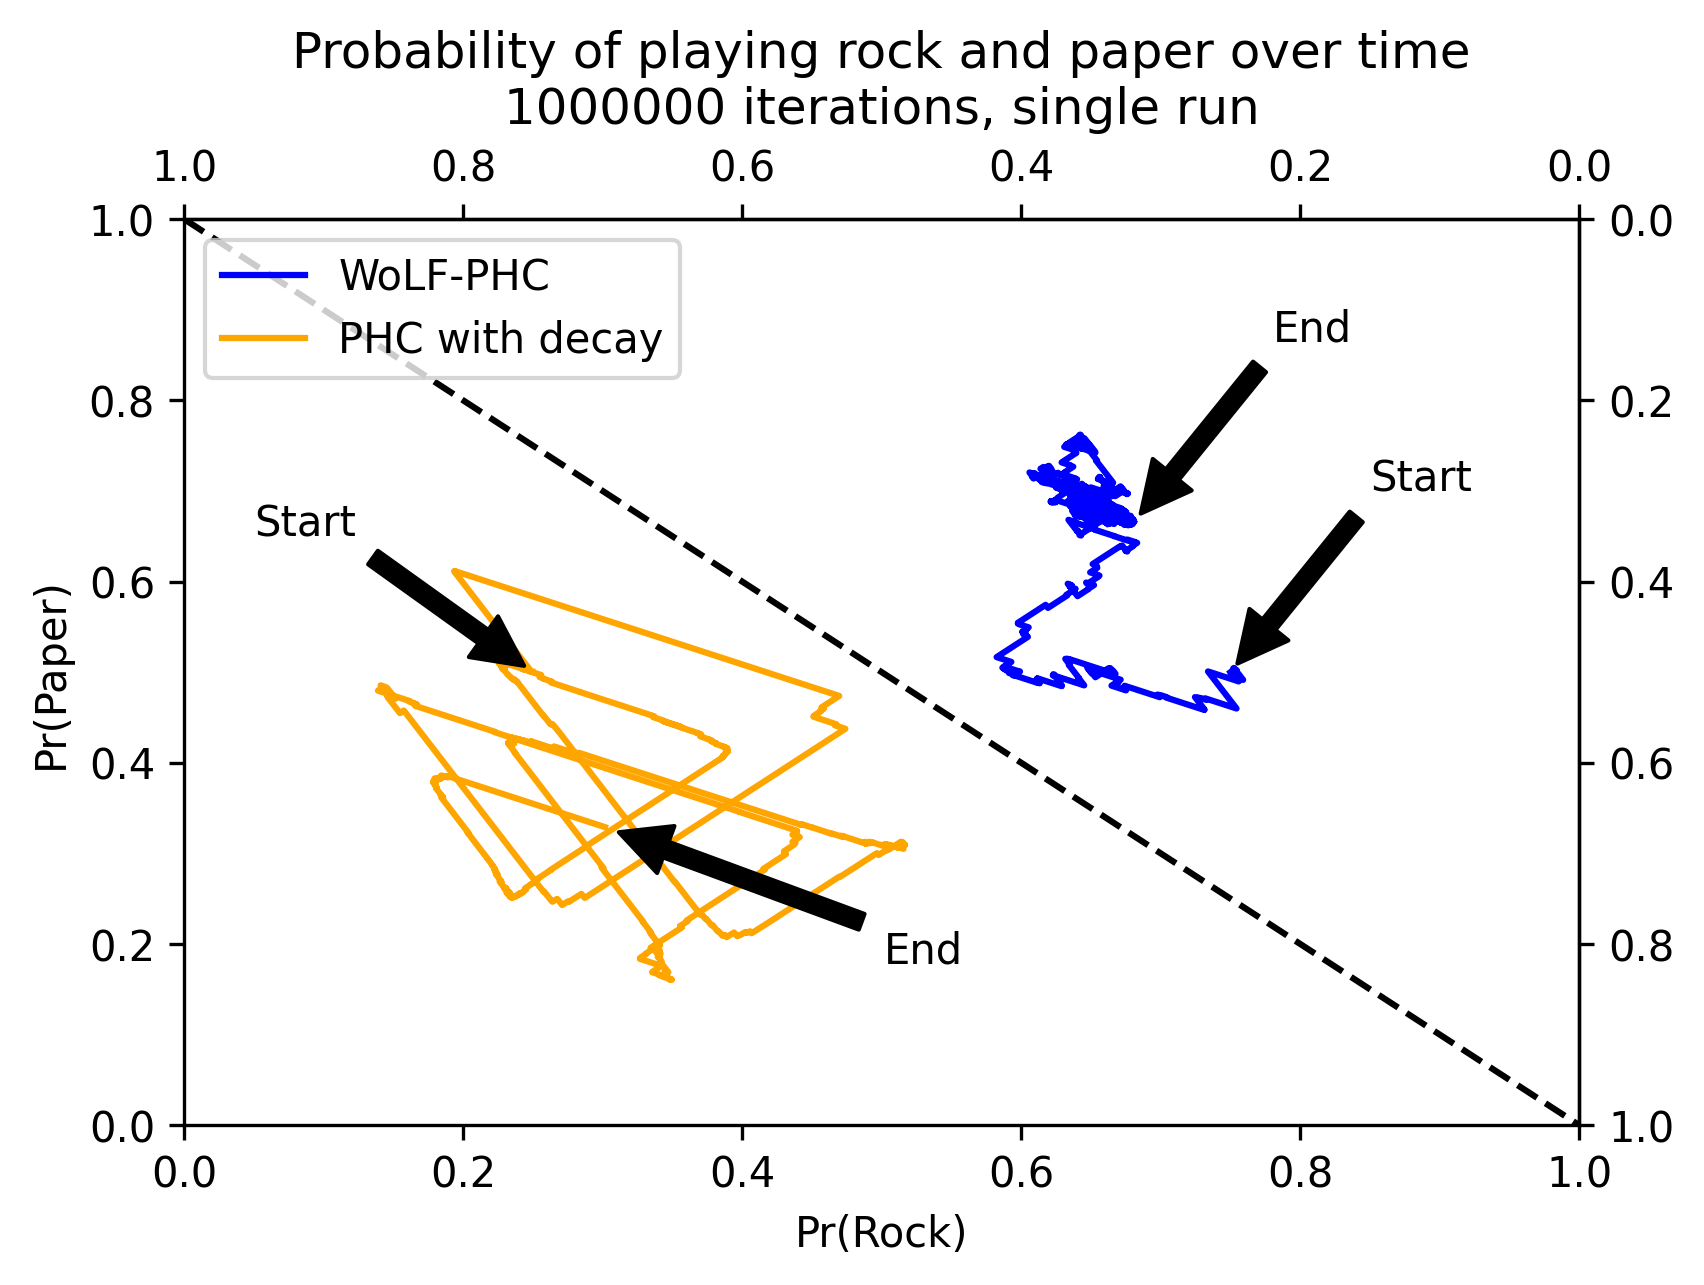 Probability of playing rock and paper over time
1000000 iterations, single run
1.0 0.8 0.6 0.4 0.2 0.0
1.0 0.0
WoLF-PHC
PHC with decay
End
0.8 0.2
Start
Start
0.6 0.4
Pr(Paper)
0.4 0.6
End
0.2 0.8
0.0 1.0
0.0 0.2 0.4 0.6 0.8 1.0
Pr(Rock)